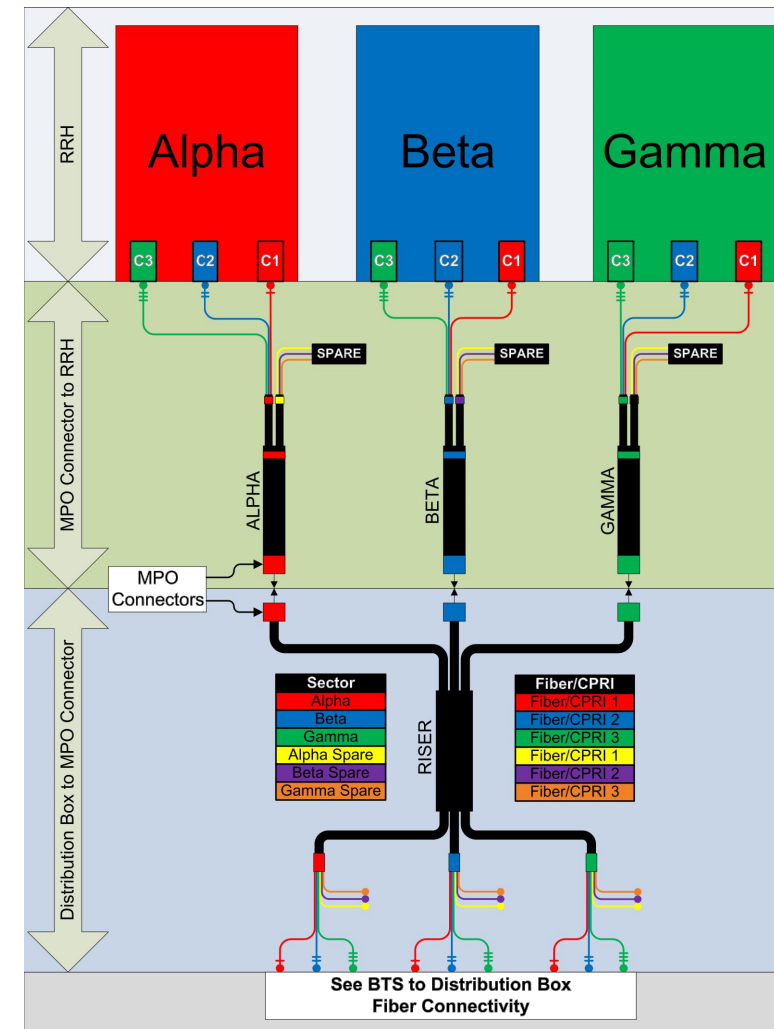 RRH
Alpha
Beta
Gamma
C3
C2
C1
C3
C2
C1
C3
C2
C1
MPO Connector to RRH
SPARE
SPARE
SPARE
ALPHA
BETA
GAMMA
MPO
Connectors
Distribution Box to MPO Connector
Sector
Alpha
Beta
Gamma
Alpha Spare
Beta Spare
Gamma Spare
RISER
Fiber/CPRI
Fiber/CPRI 1
Fiber/CPRI 2
Fiber/CPRI 3
Fiber/CPRI 1
Fiber/CPRI 2
Fiber/CPRI 3
See BTS to Distribution Box
Fiber Connectivity